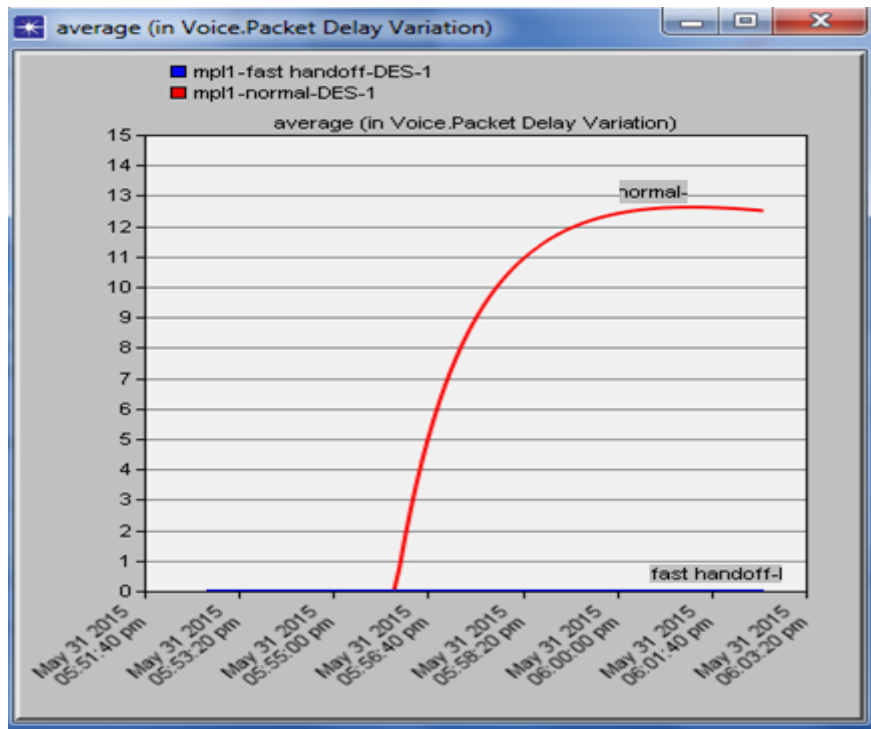 average (in Voice.Packet Delay Variation)
mpl1-fast handoff-DES-1
mpl1-normal-DES-1
average (in Voice.Packet Delay Variation)
15
14
13
12
11
10
9
8
7
6
5
4
3
2
1
0
normal-
fast handoff-I
May 31 2015
05:51:40 pm
May 31 2015
05:53:20 pm
May 31 2015
05:55:00 pm
May 31 2015
05:56:40 pm
May 31 2015
05:58:20 pm
May 31 2015
06:00:00 pm
May 31 2015
06:01:40 pm
May 31 2015
06:03:20 pm